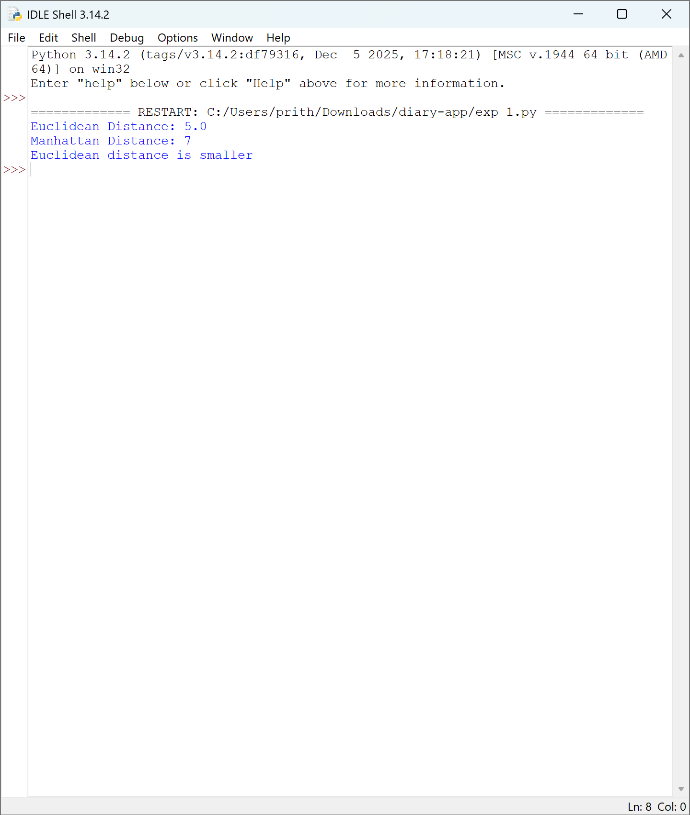 IDLE Shell 3.14.2
File Edit Shell Debug Options Window Help
Python 3.14.2 (tags/v3.14.2:df79316, Dec  5 2025, 17:18:21) [MSC v.1944 64 bit (AMD
64)] on win32
Enter "help" below or click "Help" above for more information.
>>>
============= RESTART: C:/Users/prith/Downloads/diary-app/exp 1.py =============
Euclidean Distance: 5.0
Manhattan Distance: 7
Euclidean distance is smaller
>>>
Ln: 8 Col: 0